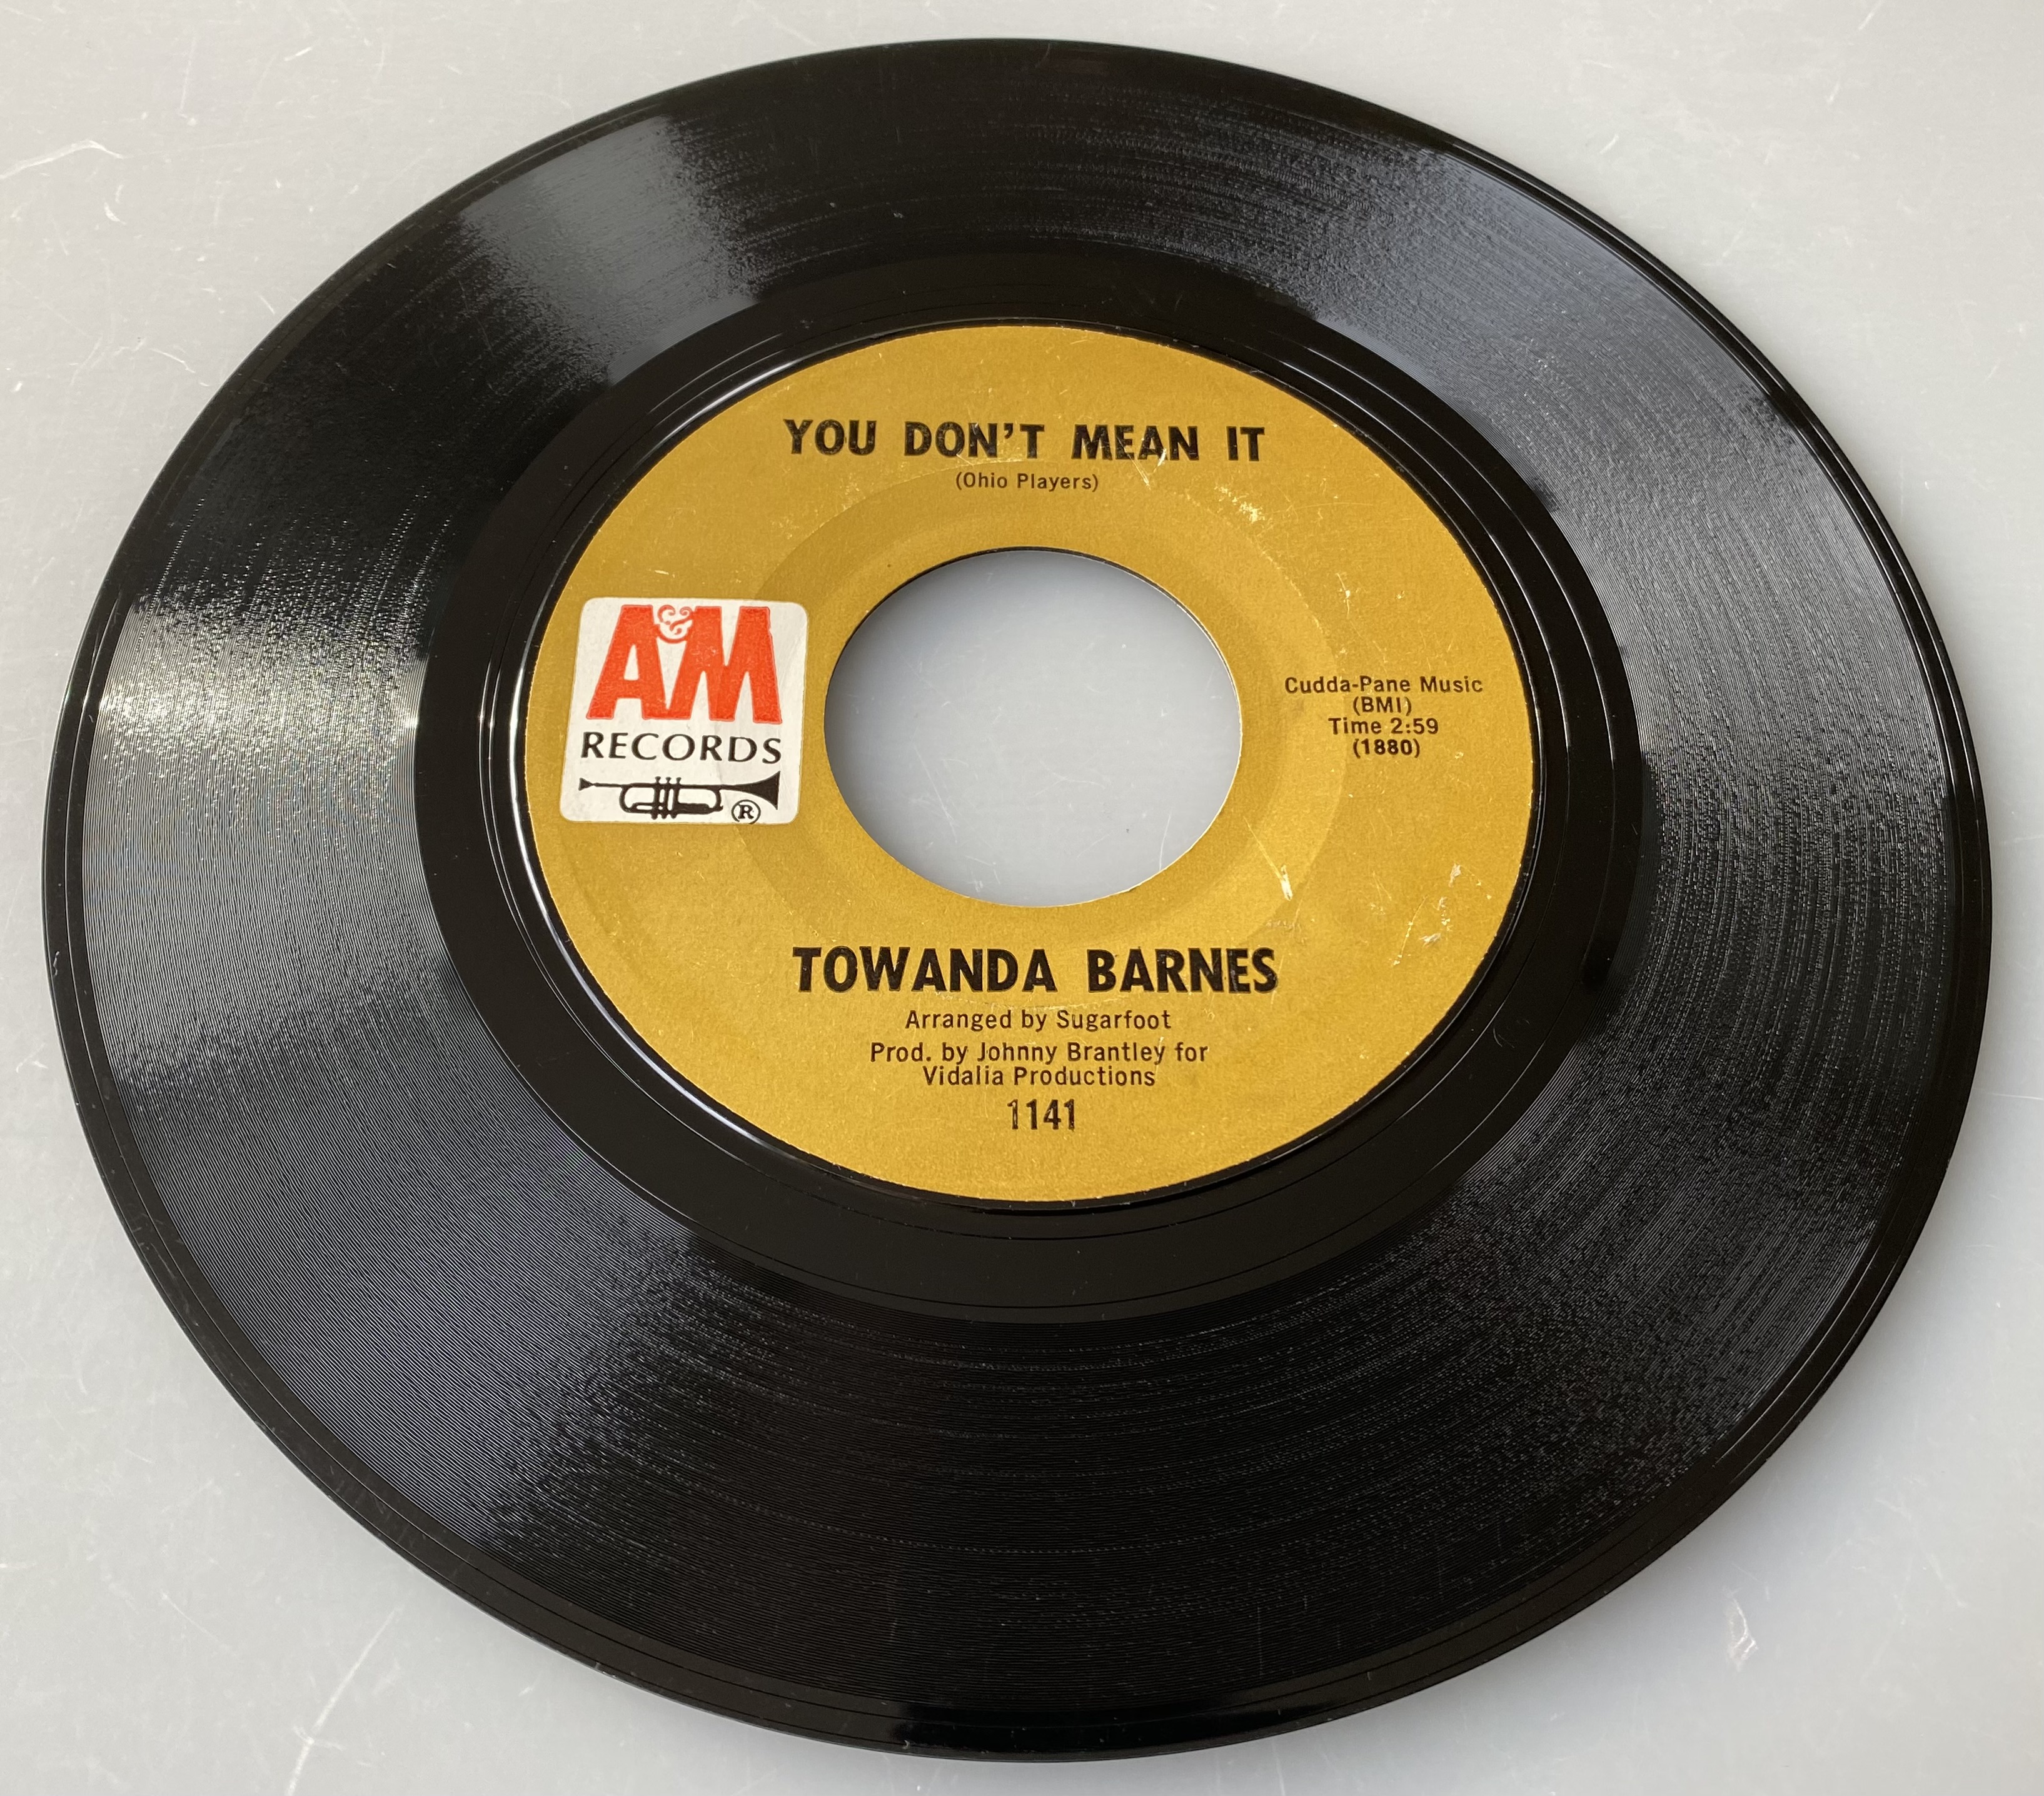 YOU DON'T MEAN IT
(Ohio Players)
A&M
RECORDS
®
Cudda-Pane Music
(BMI)
Time 2:59
(1880)
TOWANDA BARNES
Arranged by Sugarfoot
Prod. by Johnny Brantley for
Vidalia Productions
1141